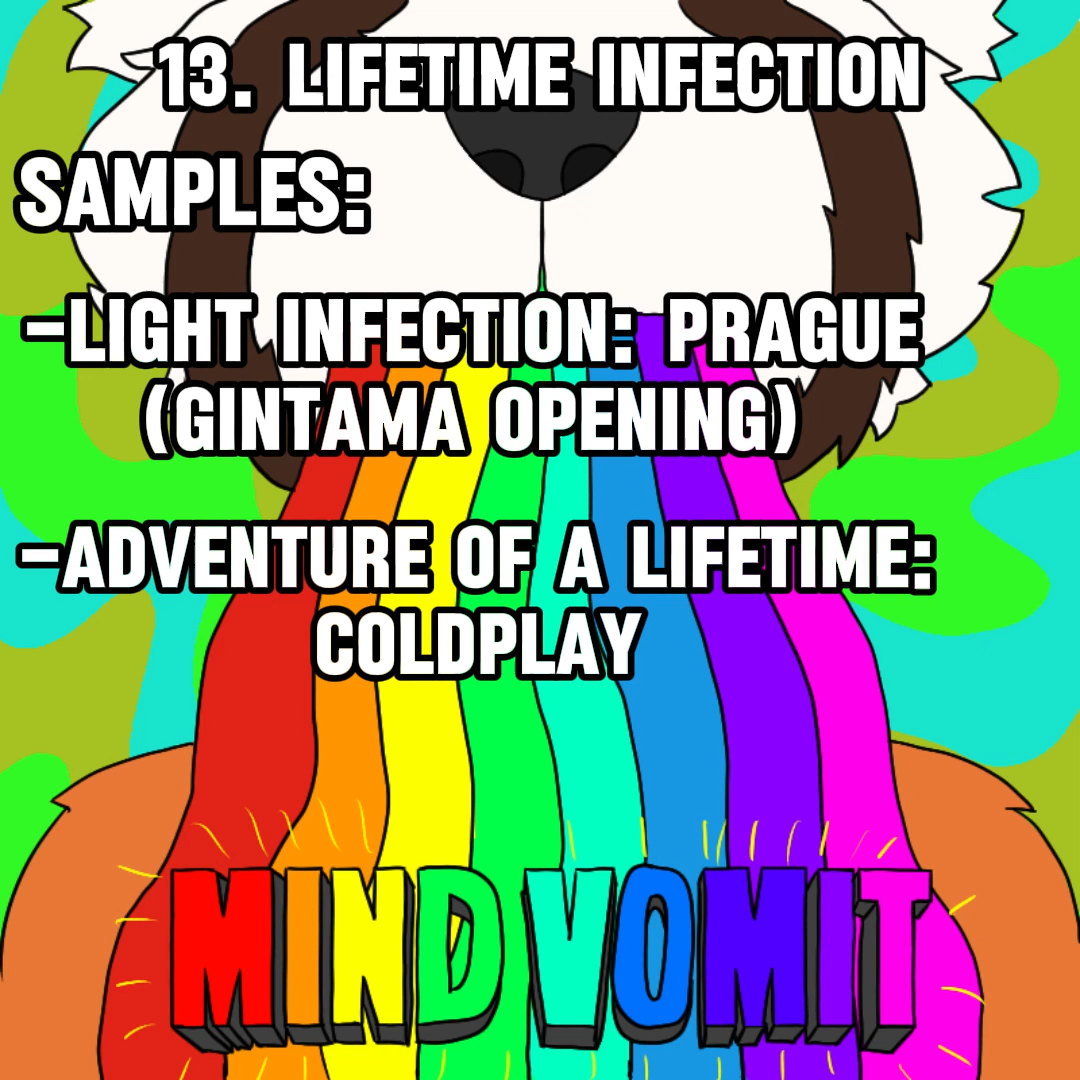 13. LIFETIME INFECTION
SAMPLES:
-LIGHT INFECTION: PRAGUE
(GINTAMA OPENING)
-ADVENTURE OF A LIFETIME:
COLDPLAY
MIND VOMIT